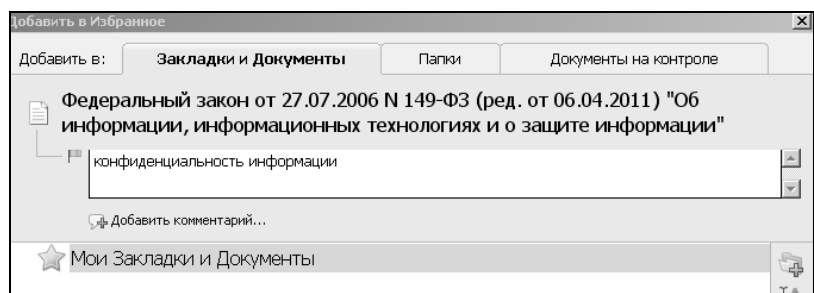 Добавить в Избранное
Добавить в:
Закладки и Документы
Папки
Документы на контроле
Федеральный закон от 27.07.2006 N 149-ФЗ (ред. от 06.04.2011) "Об
информации, информационных технологиях и о защите информации"
конфиденциальность информации
Добавить комментарий...
Мои Закладки и Документы